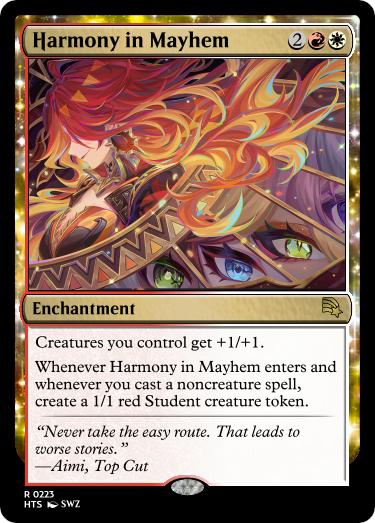 Harmony in Mayhem 2
Enchantment
Creatures you control get +1/+1.
Whenever Harmony in Mayhem enters and
whenever you cast a noncreature spell,
create a 1/1 red Student creature token.
“Never take the easy route. That leads to
worse stories.”
—Aimi, Top Cut
R 0223
HTS SWZ